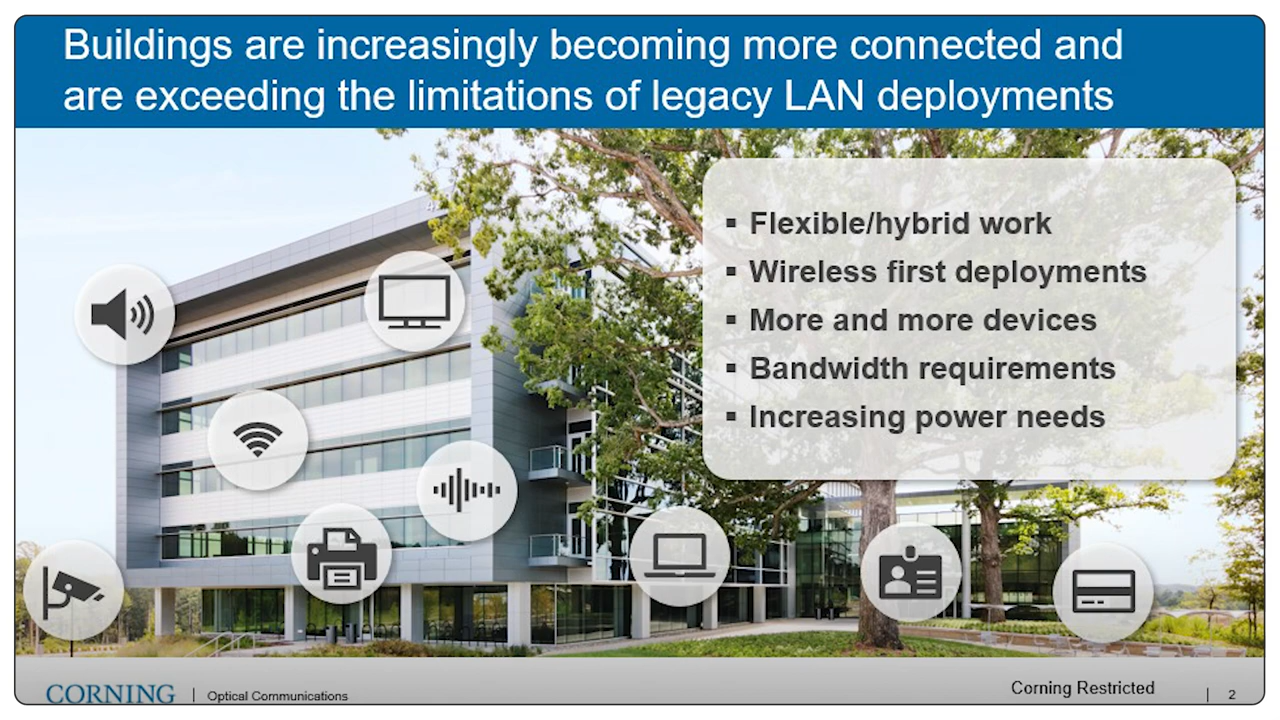 Buildings are increasingly becoming more connected and
are exceeding the limitations of legacy LAN deployments
▪ Flexible/hybrid work
▪ Wireless first deployments
▪ More and more devices
▪ Bandwidth requirements
▪ Increasing power needs
CORNING | Optical Communications
Corning Restricted | 2